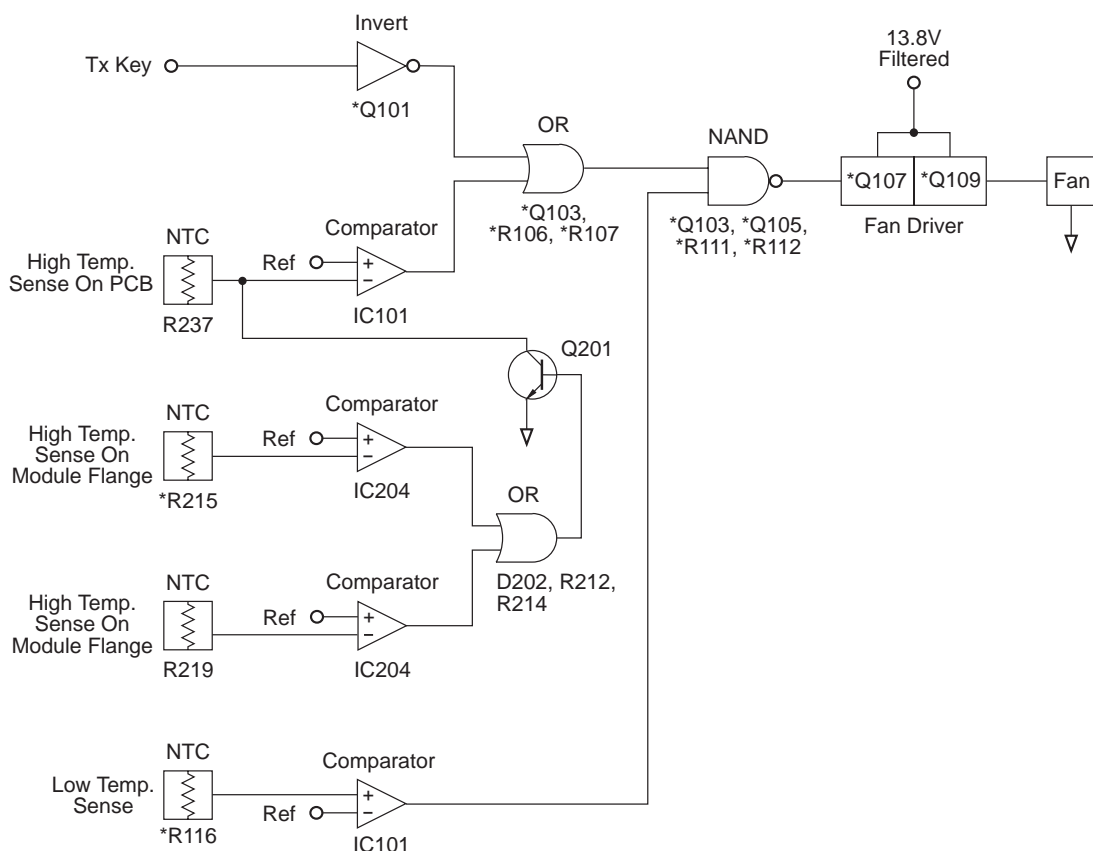 Invert
Tx Key
*Q101
OR
*Q103,
*R106, *R107
NAND
*Q103, *Q105,
*R111, *R112
13.8V
Filtered
*Q107
*Q109
Fan Driver
Fan
NTC
High Temp.
Sense On PCB
R237
Comparator
Ref
+
−
IC101
Q201
NTC
High Temp.
Sense On
Module Flange
*R215
Comparator
Ref
+
−
IC204
OR
D202, R212,
R214
NTC
High Temp.
Sense On
Module Flange
R219
Comparator
Ref
+
−
IC204
NTC
Low Temp.
Sense
*R116
Comparator
+
Ref
−
IC101